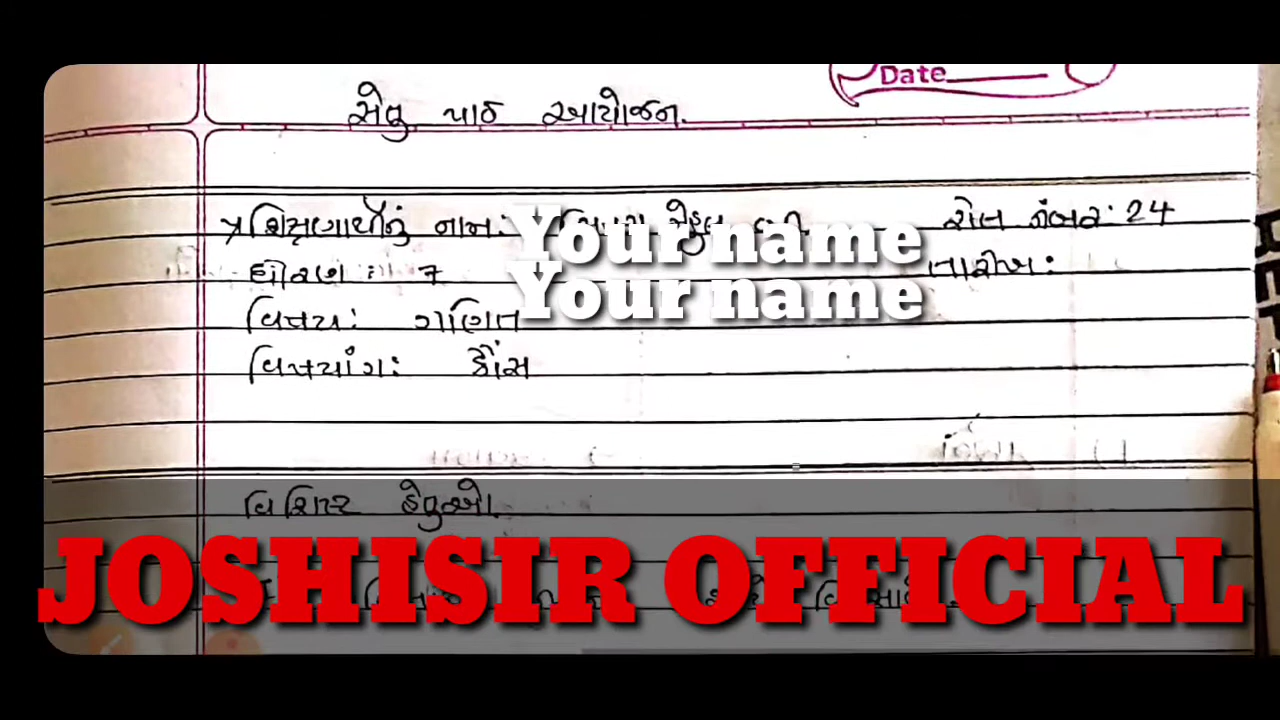 Date
સેતુ પાઠ આયોજન.
પ્રશિક્ષણાર્થીનું નામ: રોલ નંબર: 24
Your name
ધોરણ : 7 તારીખ:
Your name
વિષય: ગણિત
વિષયાંગ: કૌંસ
વિશિષ્ટ હેતુઓ.
JOSHISIR OFFICIAL